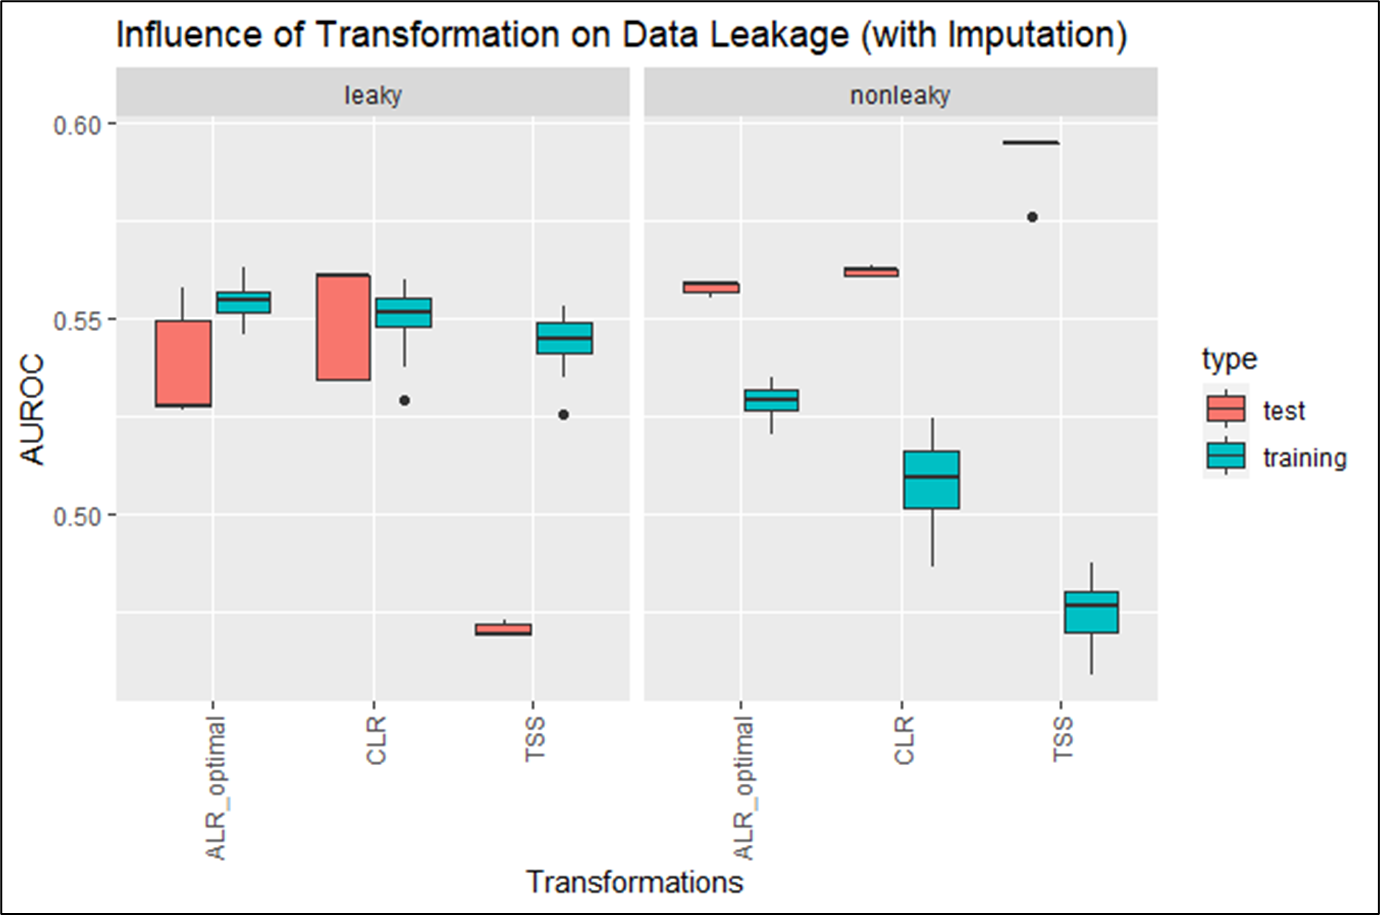 Influence of Transformation on Data Leakage (with Imputation)
leaky
nonleaky
0.60
0.55
0.50
AUROC
ALR_optimal
CLR
TSS
ALR_optimal
CLR
TSS
Transformations
type
test
training